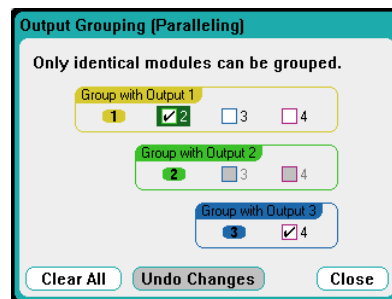 Output Grouping (Paralleling)
Only identical modules can be grouped.
Group with Output 1
1 2 3 4
Group with Output 2
2 3 4
Group with Output 3
3 4
Clear All Undo Changes Close